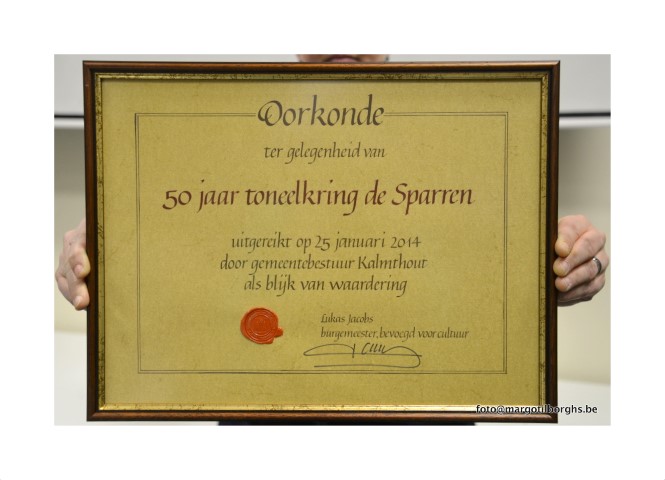 Oorkonde
ter gelegenheid van
50 jaar toneelkring de Sparren
uitgereikt op 25 januari 2014
door gemeentebestuur Kalmthout
als blijk van waardering
Lukas Jacobs
burgemeester, bevoegd voor cultuur
foto@margotilborghs.be